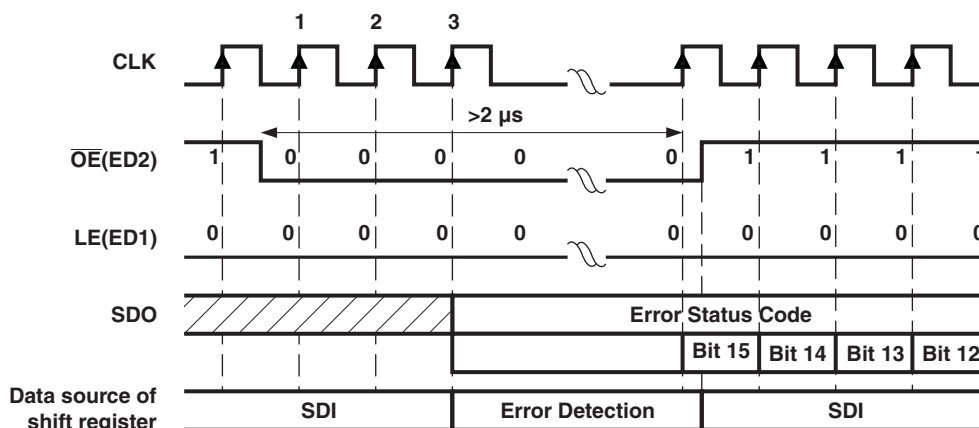 1 2 3
CLK
>2 µs
OE(ED2)
1 0 0 0 0 0 1 1 1 1
LE(ED1)
0 0 0 0 0 0 0 0 0 0
SDO
Error Status Code
Bit 15 Bit 14 Bit 13 Bit 12
Data source of
shift register
SDI Error Detection SDI